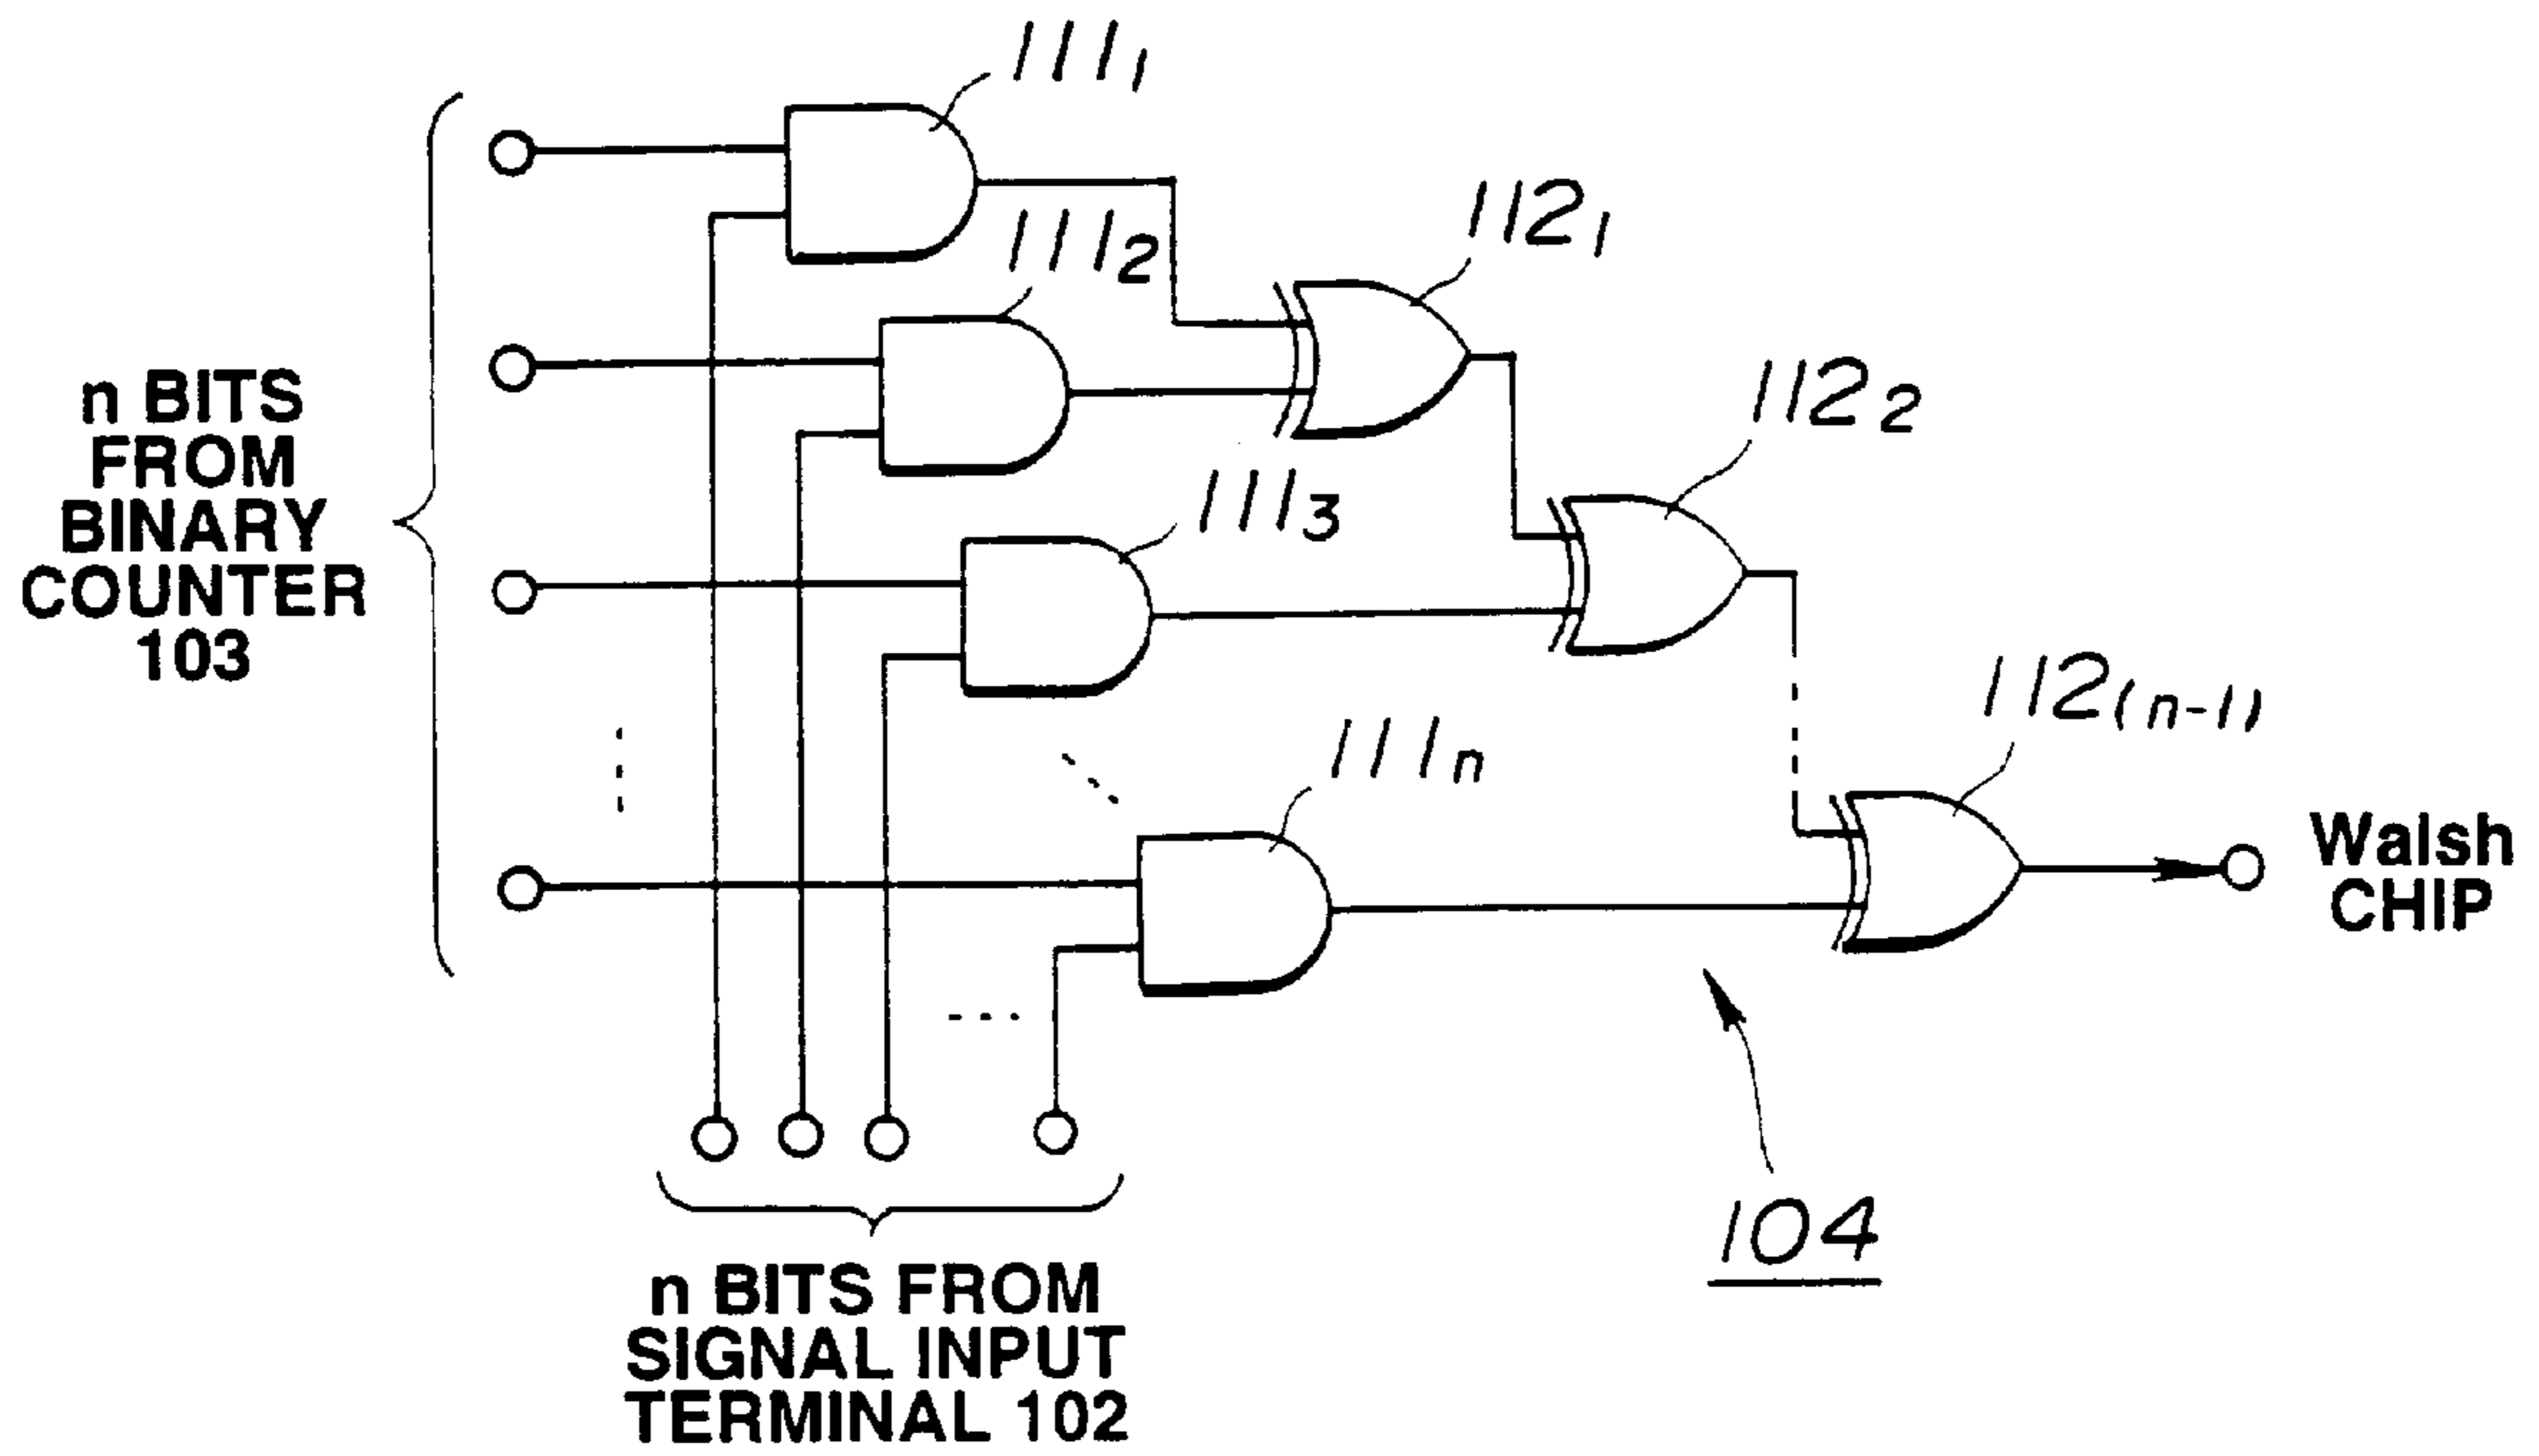 111₁
112₁
111₂
112₂
n BITS
FROM
BINARY
COUNTER
103
111₃
112₍ₙ₋₁₎
111ₙ
Walsh
CHIP
104
n BITS FROM
SIGNAL INPUT
TERMINAL 102